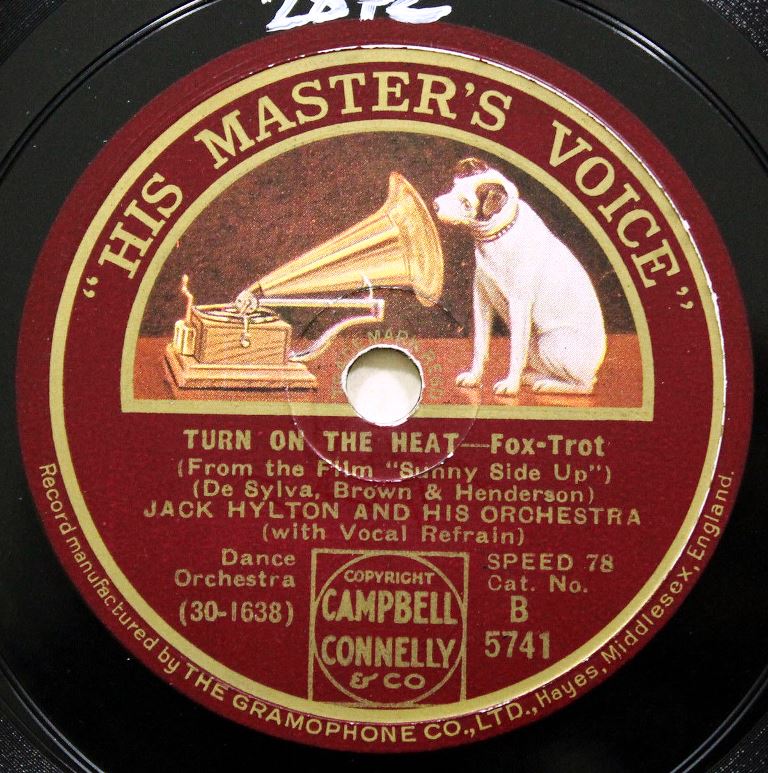 "HIS MASTER'S VOICE"
TURN ON THE HEAT—Fox-Trot
(From the Film "Sunny Side Up")
(De Sylva, Brown & Henderson)
JACK HYLTON AND HIS ORCHESTRA
(with Vocal Refrain)
Dance
Orchestra
(30-1638)
COPYRIGHT
CAMPBELL
CONNELLY
& CO
SPEED 78
Cat. No.
B
5741
Record manufactured by THE GRAMOPHONE CO., LTD., Hayes, Middlesex, England.